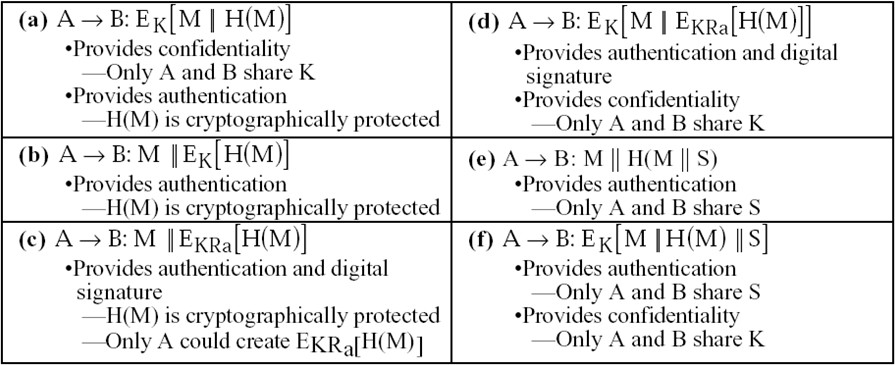 (a) A → B: E_K[M ∥ H(M)]
•Provides confidentiality
—Only A and B share K
•Provides authentication
—H(M) is cryptographically protected
(b) A → B: M ∥ E_K[H(M)]
•Provides authentication
—H(M) is cryptographically protected
(c) A → B: M ∥ E_KRa[H(M)]
•Provides authentication and digital
signature
—H(M) is cryptographically protected
—Only A could create E_KRa[H(M)]
(d) A → B: E_K[M ∥ E_KRa[H(M)]]
•Provides authentication and digital
signature
•Provides confidentiality
—Only A and B share K
(e) A → B: M ∥ H(M ∥ S)
•Provides authentication
—Only A and B share S
(f) A → B: E_K[M ∥ H(M) ∥ S]
•Provides authentication
—Only A and B share S
•Provides confidentiality
—Only A and B share K